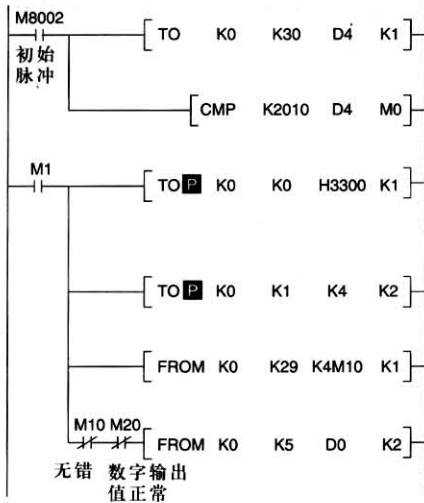 M8002
初始
脉冲
TO K0 K30 D4 K1
CMP K2010 D4 M0
M1
TO P K0 K0 H3300 K1
TO P K0 K1 K4 K2
FROM K0 K29 K4M10 K1
M10 M20
FROM K0 K5 D0 K2
无错 数字输出
值正常